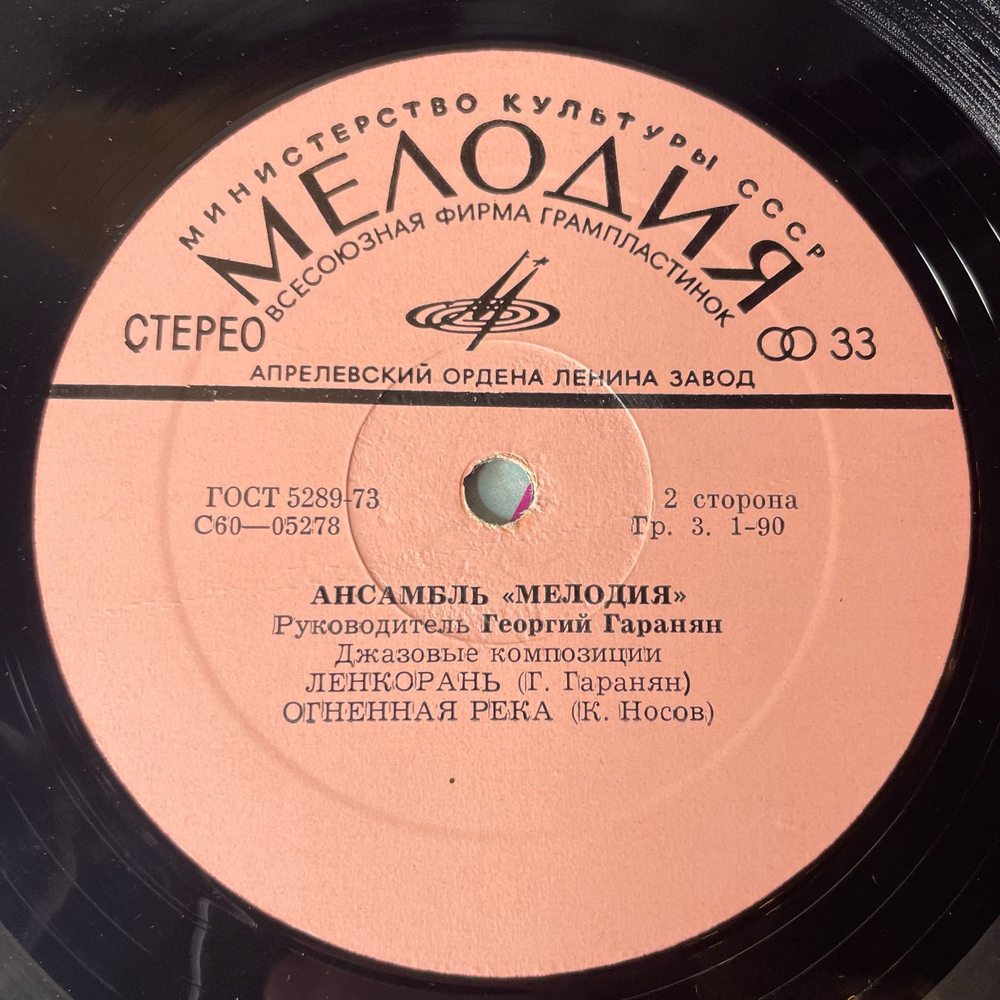 МИНИСТЕРСТВО КУЛЬТУРЫ СССР
МЕЛОДИЯ
ВСЕСОЮЗНАЯ ФИРМА ГРАМПЛАСТИНОК
СТЕРЕО
33
АПРЕЛЕВСКИЙ ОРДЕНА ЛЕНИНА ЗАВОД
ГОСТ 5289-73
С60—05278
2 сторона
Гр. 3. 1-90
АНСАМБЛЬ «МЕЛОДИЯ»
Руководитель Георгий Гаранян
Джазовые композиции
ЛЕНКОРАНЬ (Г. Гаранян)
ОГНЕННАЯ РЕКА (К. Носов)